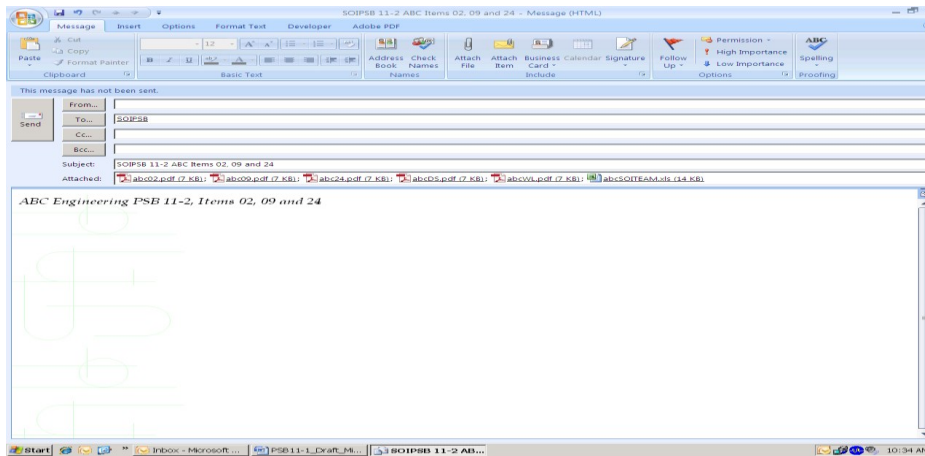 SOIPSB 11-2 ABC Items 02, 09 and 24 - Message (HTML)
Message Insert Options Format Text Developer Adobe PDF
Paste
Cut
Copy
Format Painter
Clipboard
12
B I U
Basic Text
Address Book
Check Names
Names
Attach File
Attach Item
Business Card
Calendar
Signature
Include
Follow Up
Permission
High Importance
Low Importance
Options
ABC
Spelling
Proofing
This message has not been sent.
Send
From...
To... SOIPSB
Cc...
Bcc...
Subject: SOIPSB 11-2 ABC Items 02, 09 and 24
Attached: abc02.pdf (7 KB); abc09.pdf (7 KB); abc24.pdf (7 KB); abcDS.pdf (7 KB); abcWL.pdf (7 KB); abcSOITEAM.xls (14 KB)
ABC Engineering PSB 11-2, Items 02, 09 and 24
Start Inbox - Microsoft ... PSB11-1_Draft_Mi... SOIPSB 11-2 AB... 10:34 AM